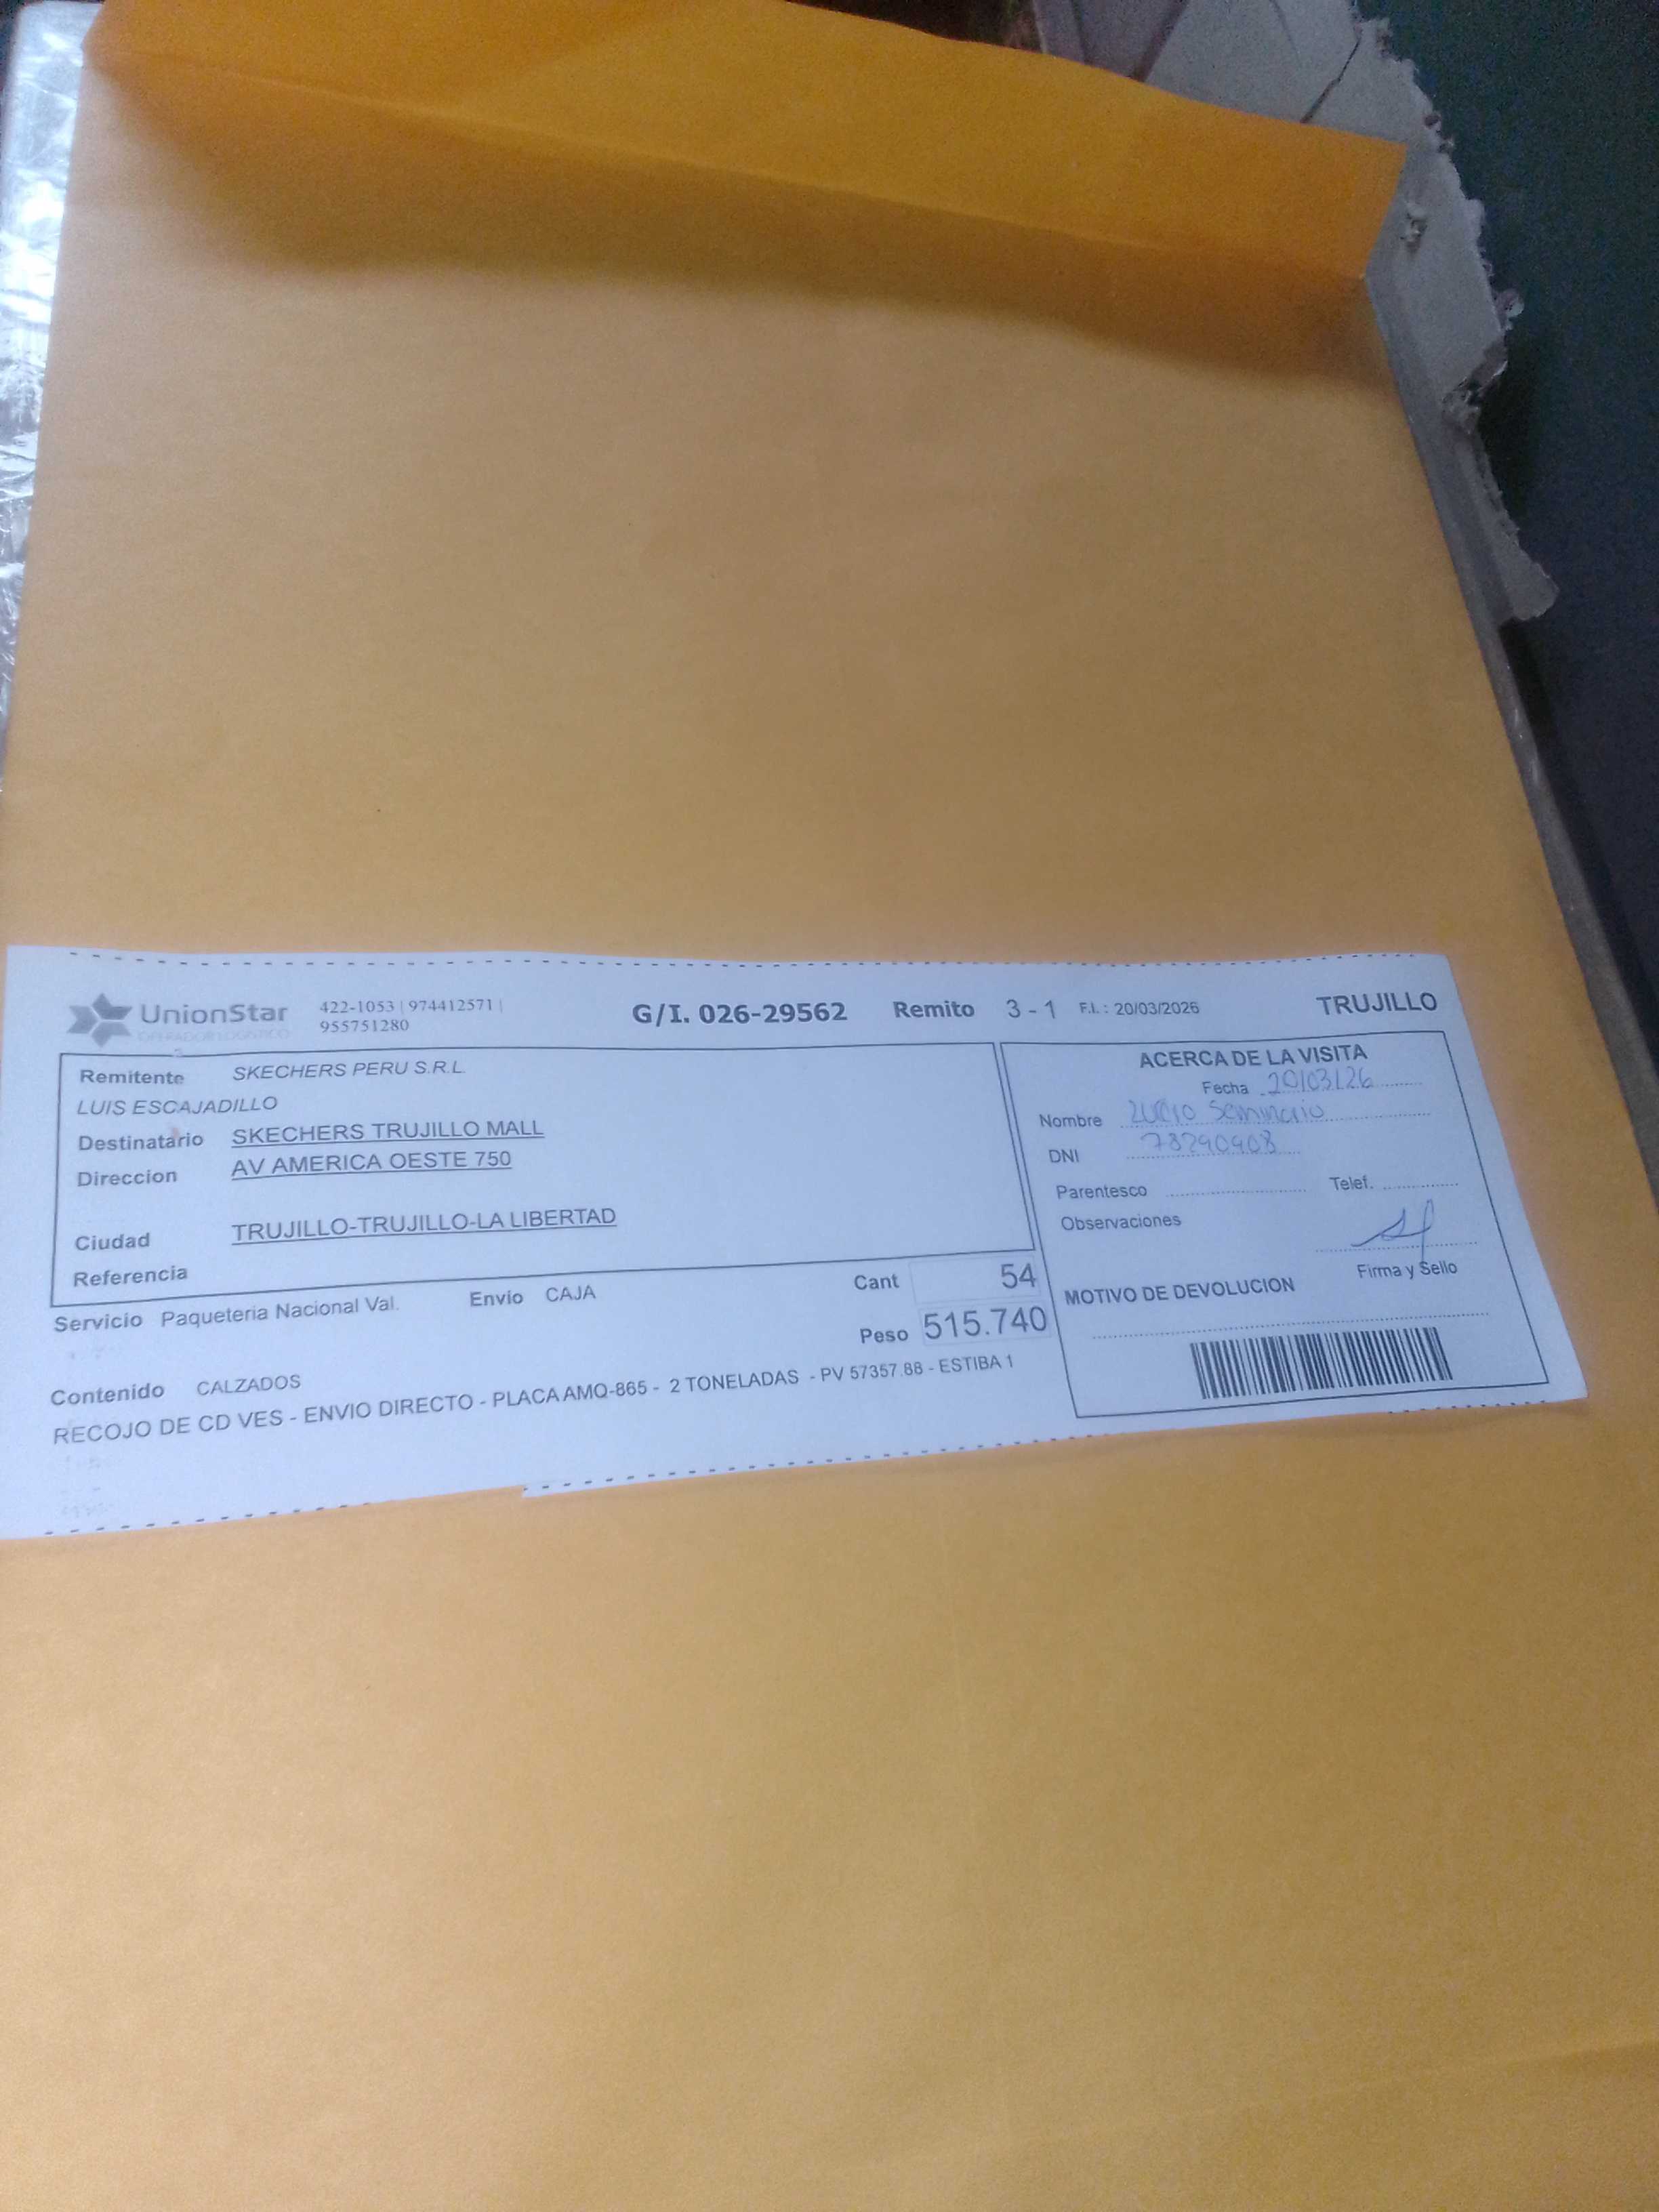 UnionStar
OPERADOR LOGISTICO
422-1053 | 974412571 |
955751280
G/I. 026-29562 Remito 3 - 1 F.I. : 20/03/2026 TRUJILLO
Remitente SKECHERS PERU S.R.L.
LUIS ESCAJADILLO
Destinatario SKECHERS TRUJILLO MALL
Direccion AV AMERICA OESTE 750
Ciudad TRUJILLO-TRUJILLO-LA LIBERTAD
Referencia
Servicio Paqueteria Nacional Val. Envio CAJA
Cant 54
Peso 515.740
Contenido CALZADOS
RECOJO DE CD VES - ENVIO DIRECTO - PLACA AMQ-865 - 2 TONELADAS - PV 57357.88 - ESTIBA 1
ACERCA DE LA VISITA
Fecha 20/03/26
Nombre Seminario
DNI 78290908
Parentesco Telef.
Observaciones
Firma y Sello
MOTIVO DE DEVOLUCION